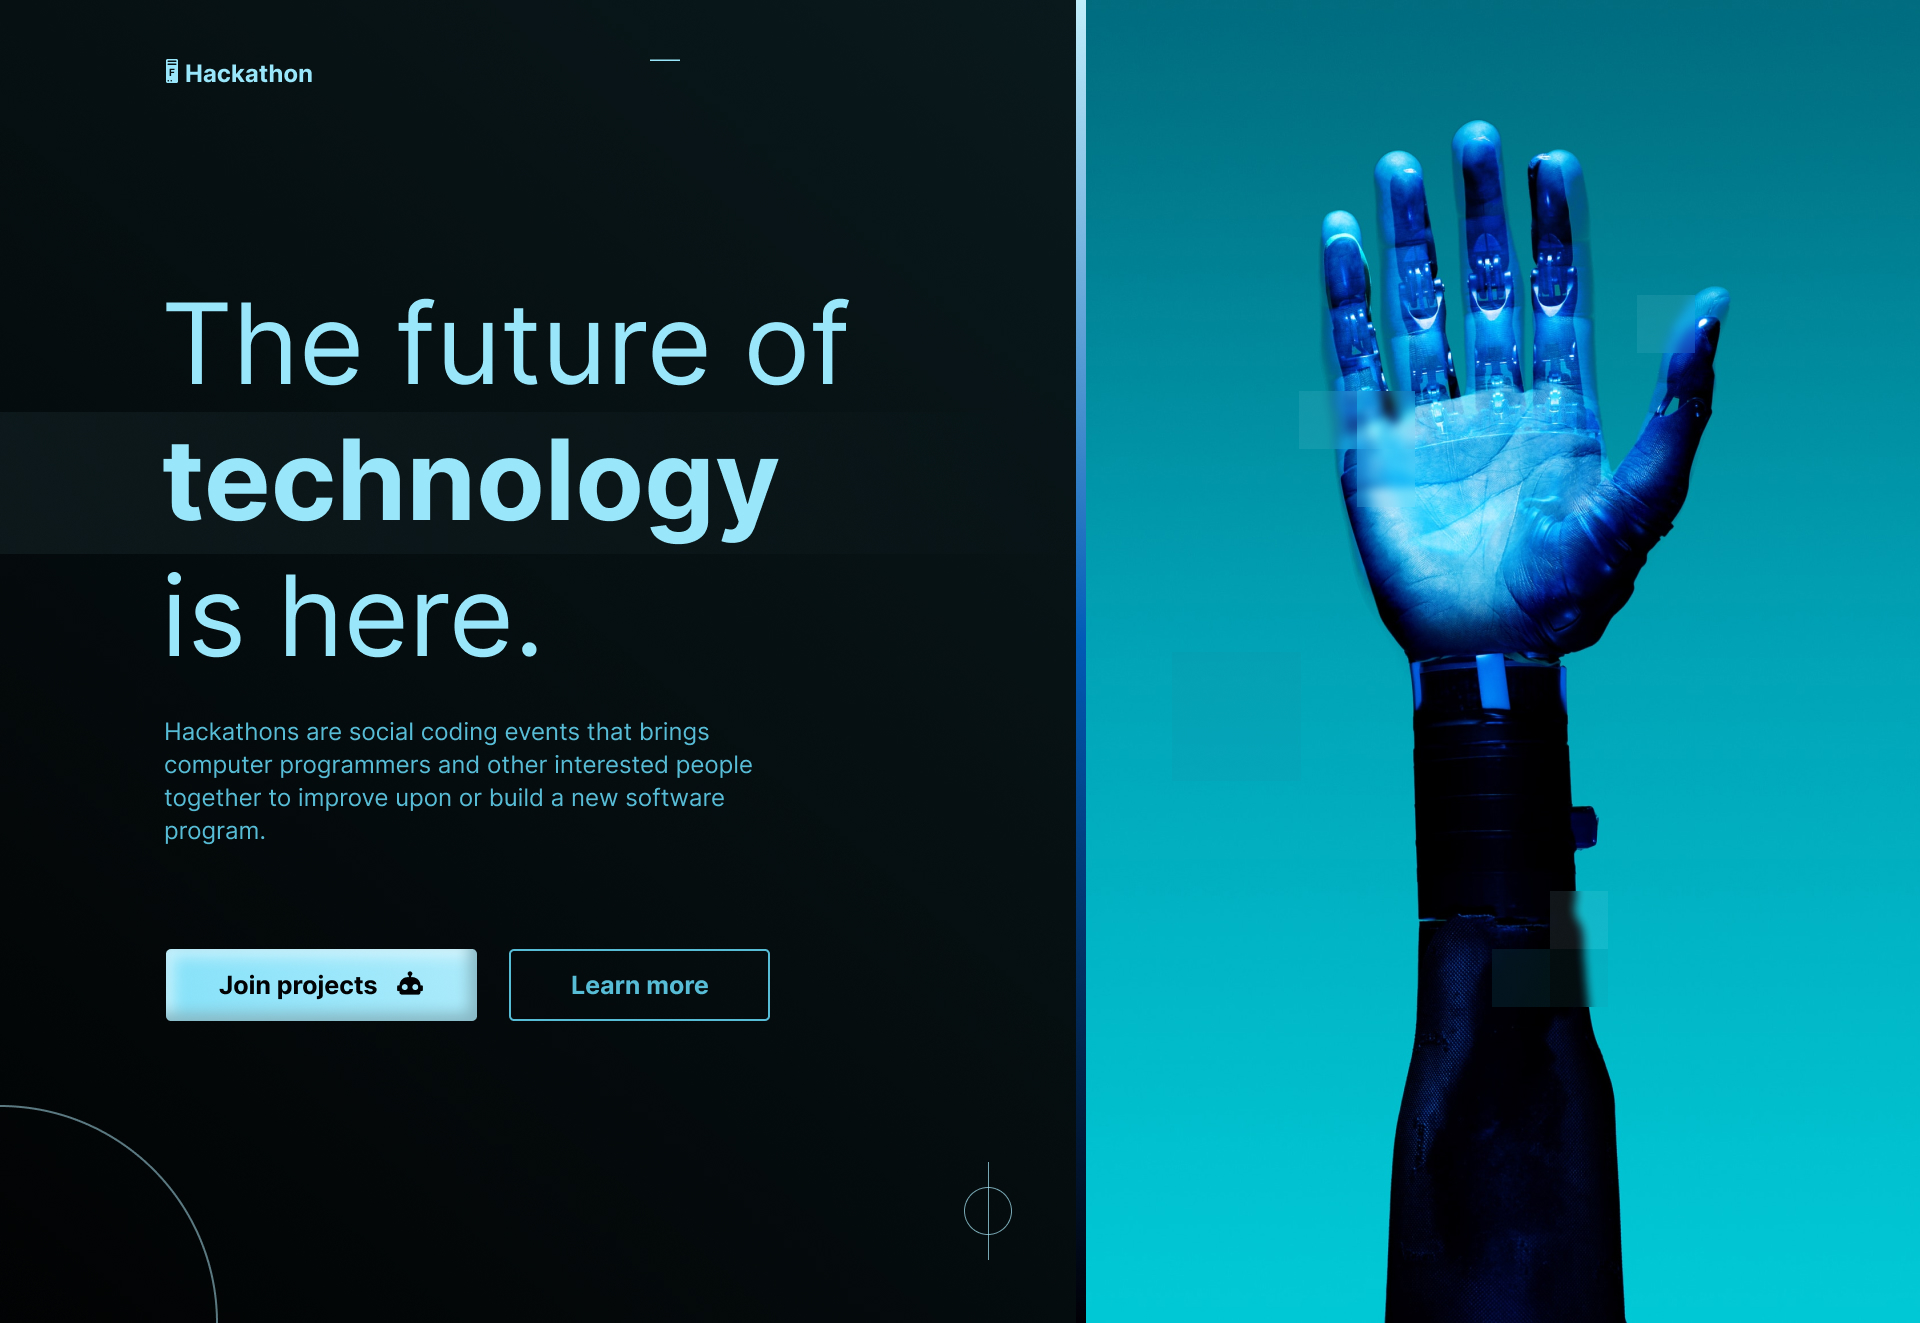 Hackathon
The future of
technology
is here.
Hackathons are social coding events that brings
computer programmers and other interested people
together to improve upon or build a new software
program.
Join projects
Learn more